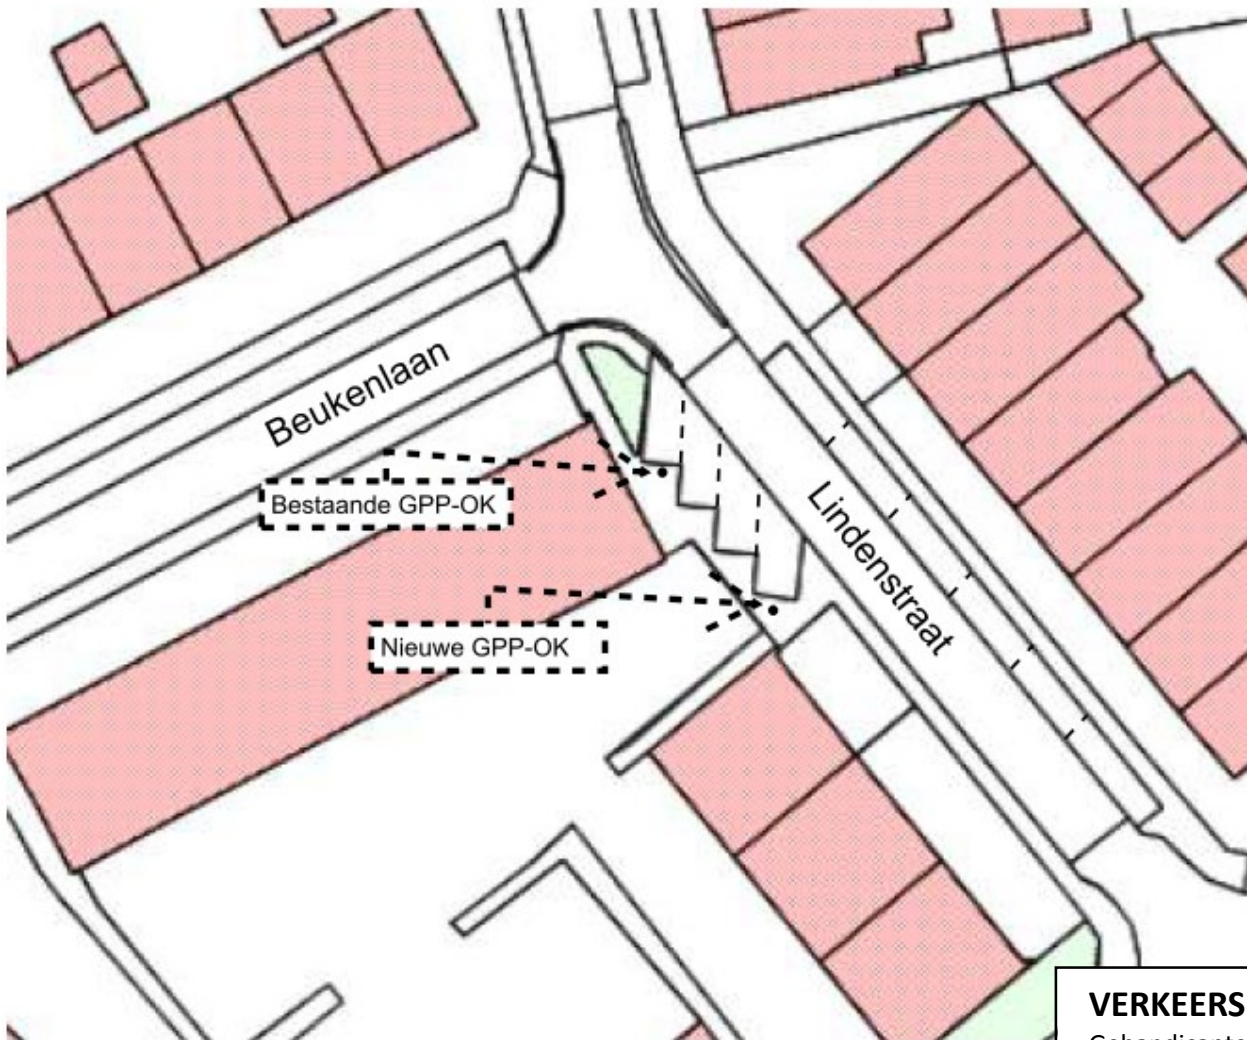 Beukenlaan
Bestaande GPP-OK
Lindenstraat
Nieuwe GPP-OK
VERKEERS